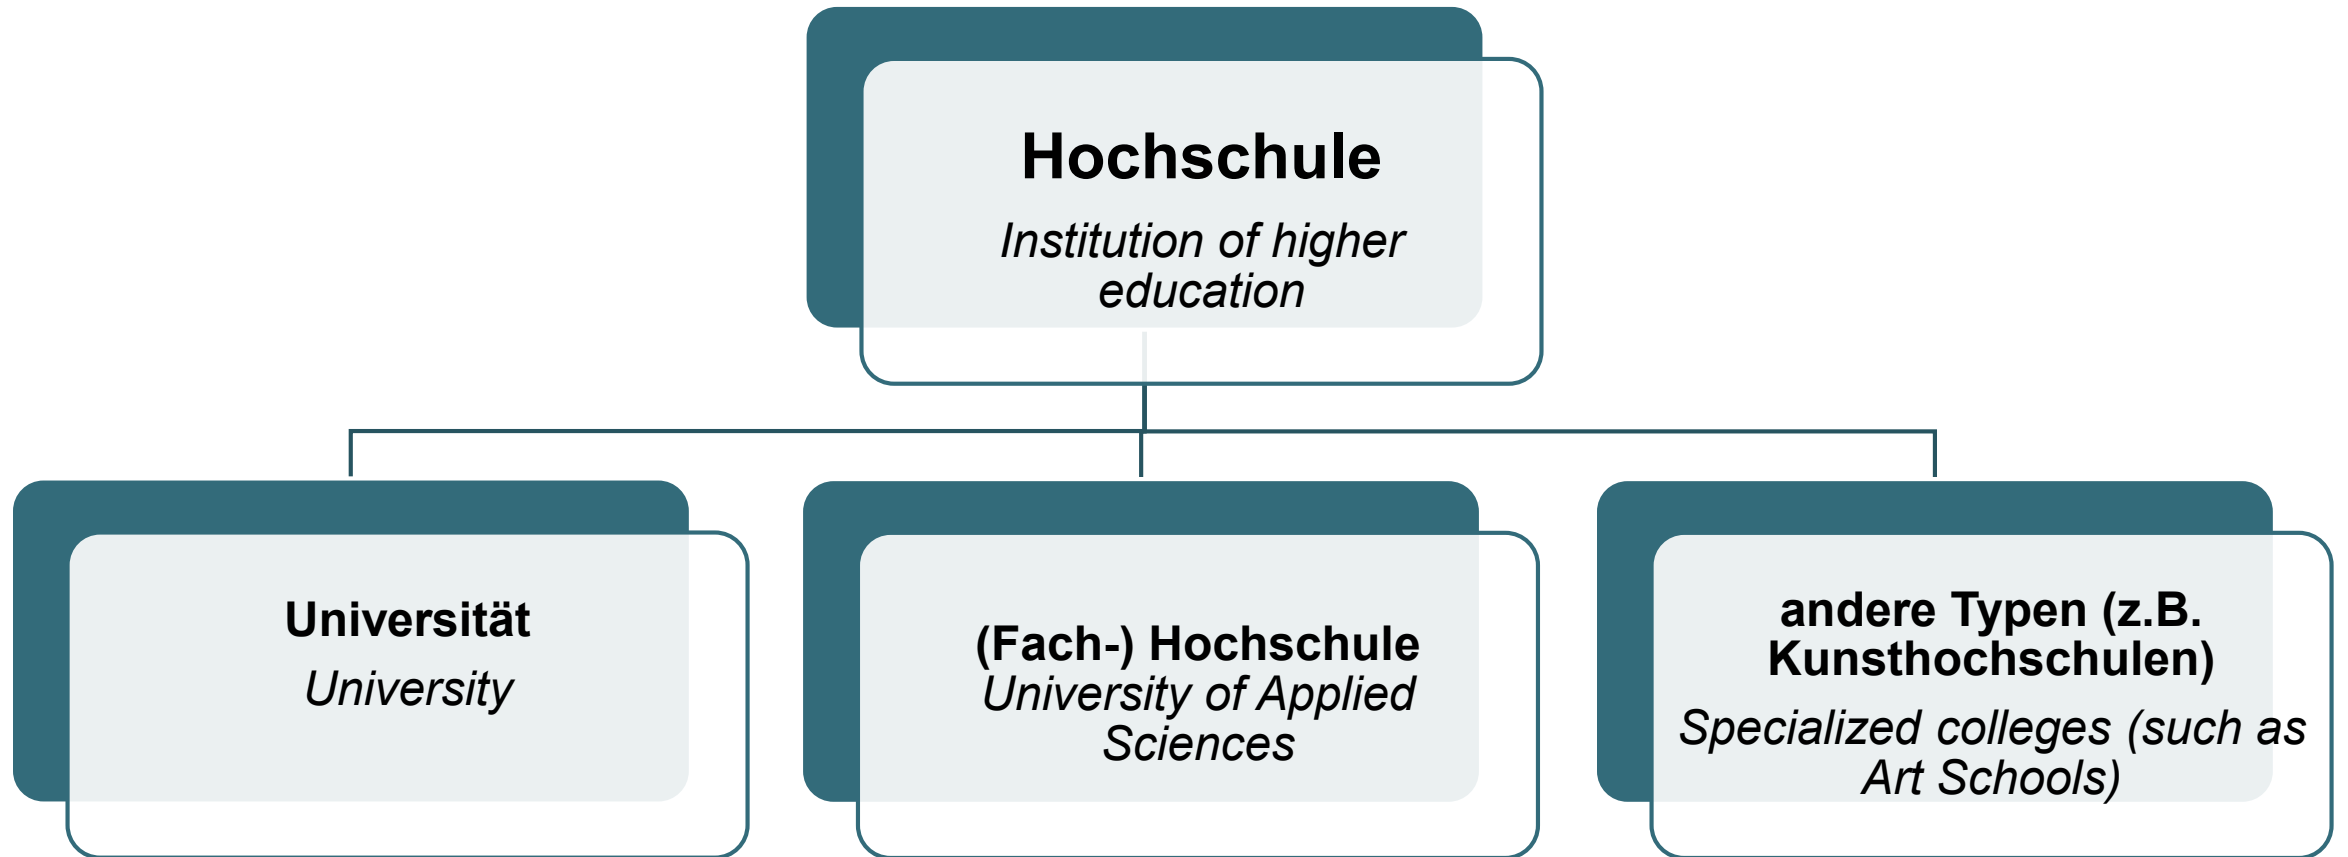 Hochschule
Institution of higher
education
Universität
University
(Fach-) Hochschule
University of Applied
Sciences
andere Typen (z.B.
Kunsthochschulen)
Specialized colleges (such as
Art Schools)